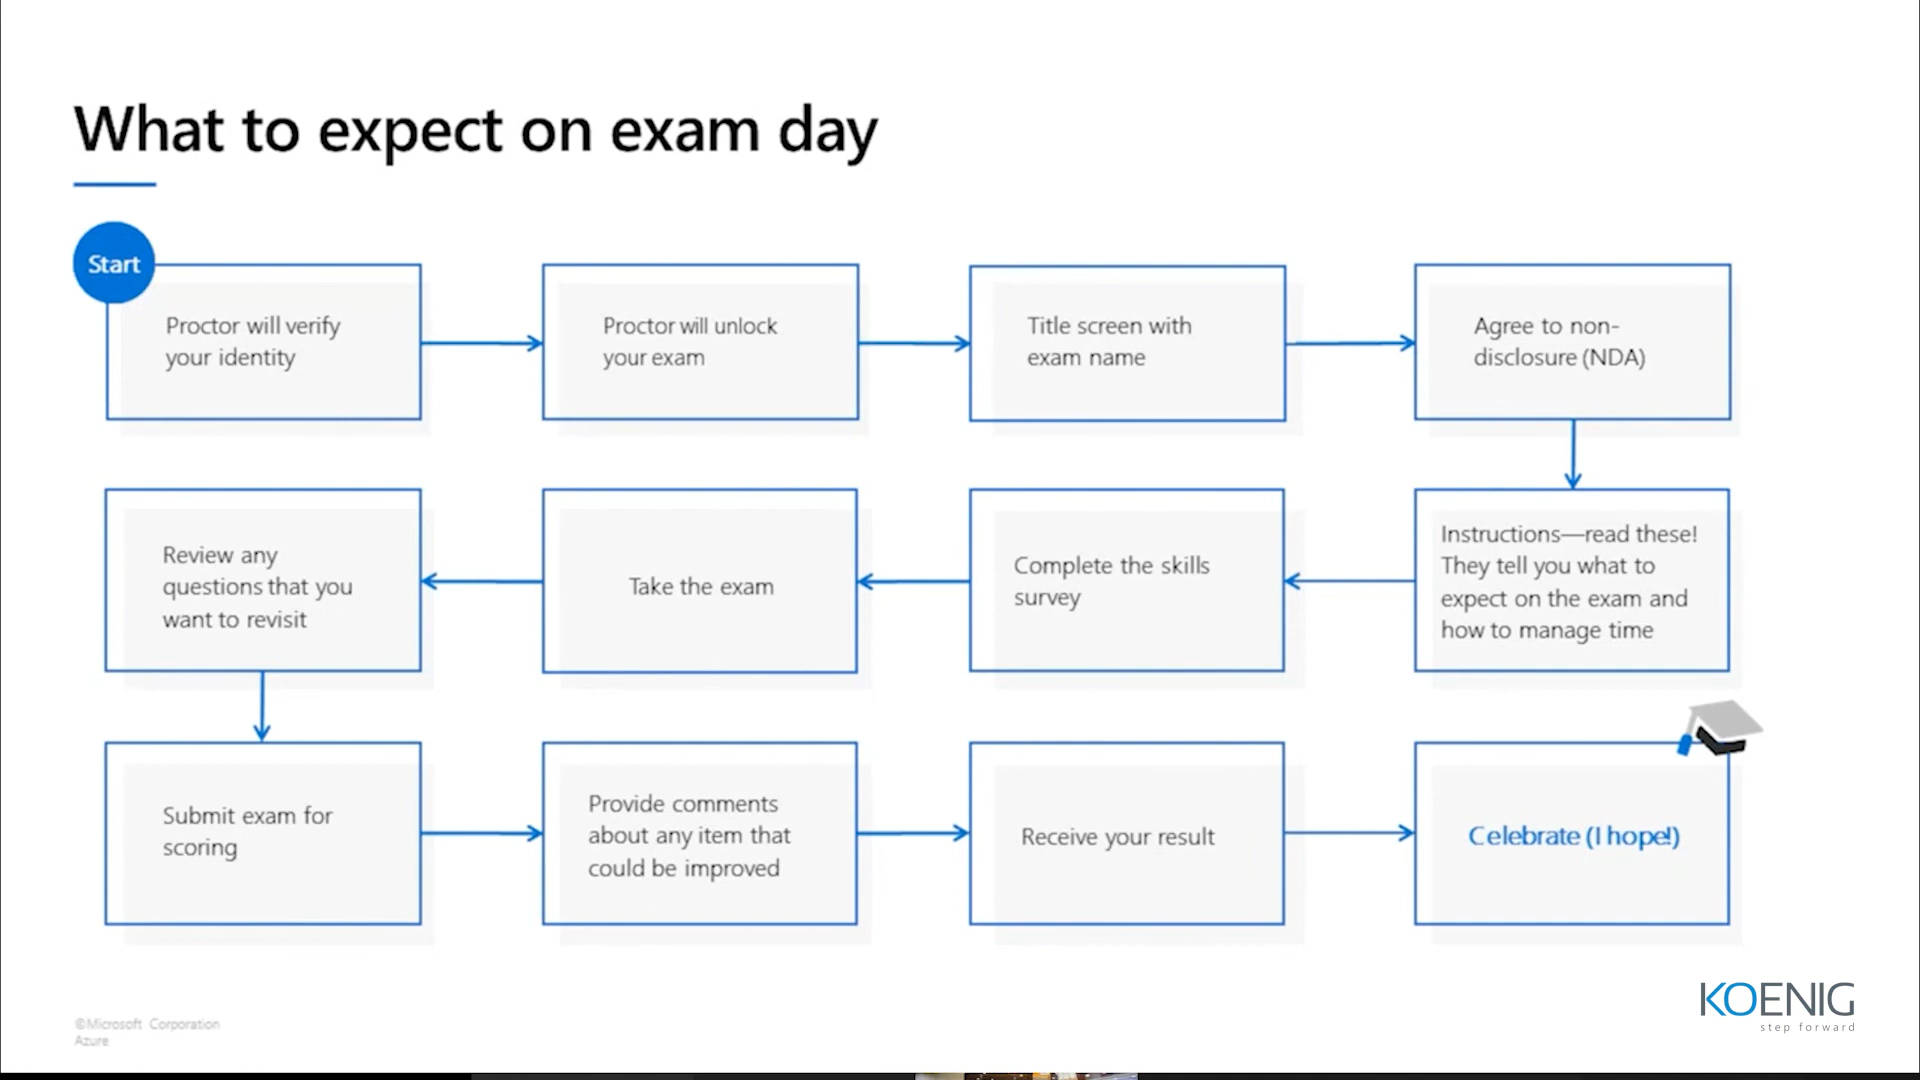 What to expect on exam day
Start
Proctor will verify
your identity
Proctor will unlock
your exam
Title screen with
exam name
Agree to non-
disclosure (NDA)
Instructions—read these!
They tell you what to
expect on the exam and
how to manage time
Complete the skills
survey
Take the exam
Review any
questions that you
want to revisit
Submit exam for
scoring
Provide comments
about any item that
could be improved
Receive your result
Celebrate (I hope!)
©Microsoft Corporation
Azure
KOENIG
step forward